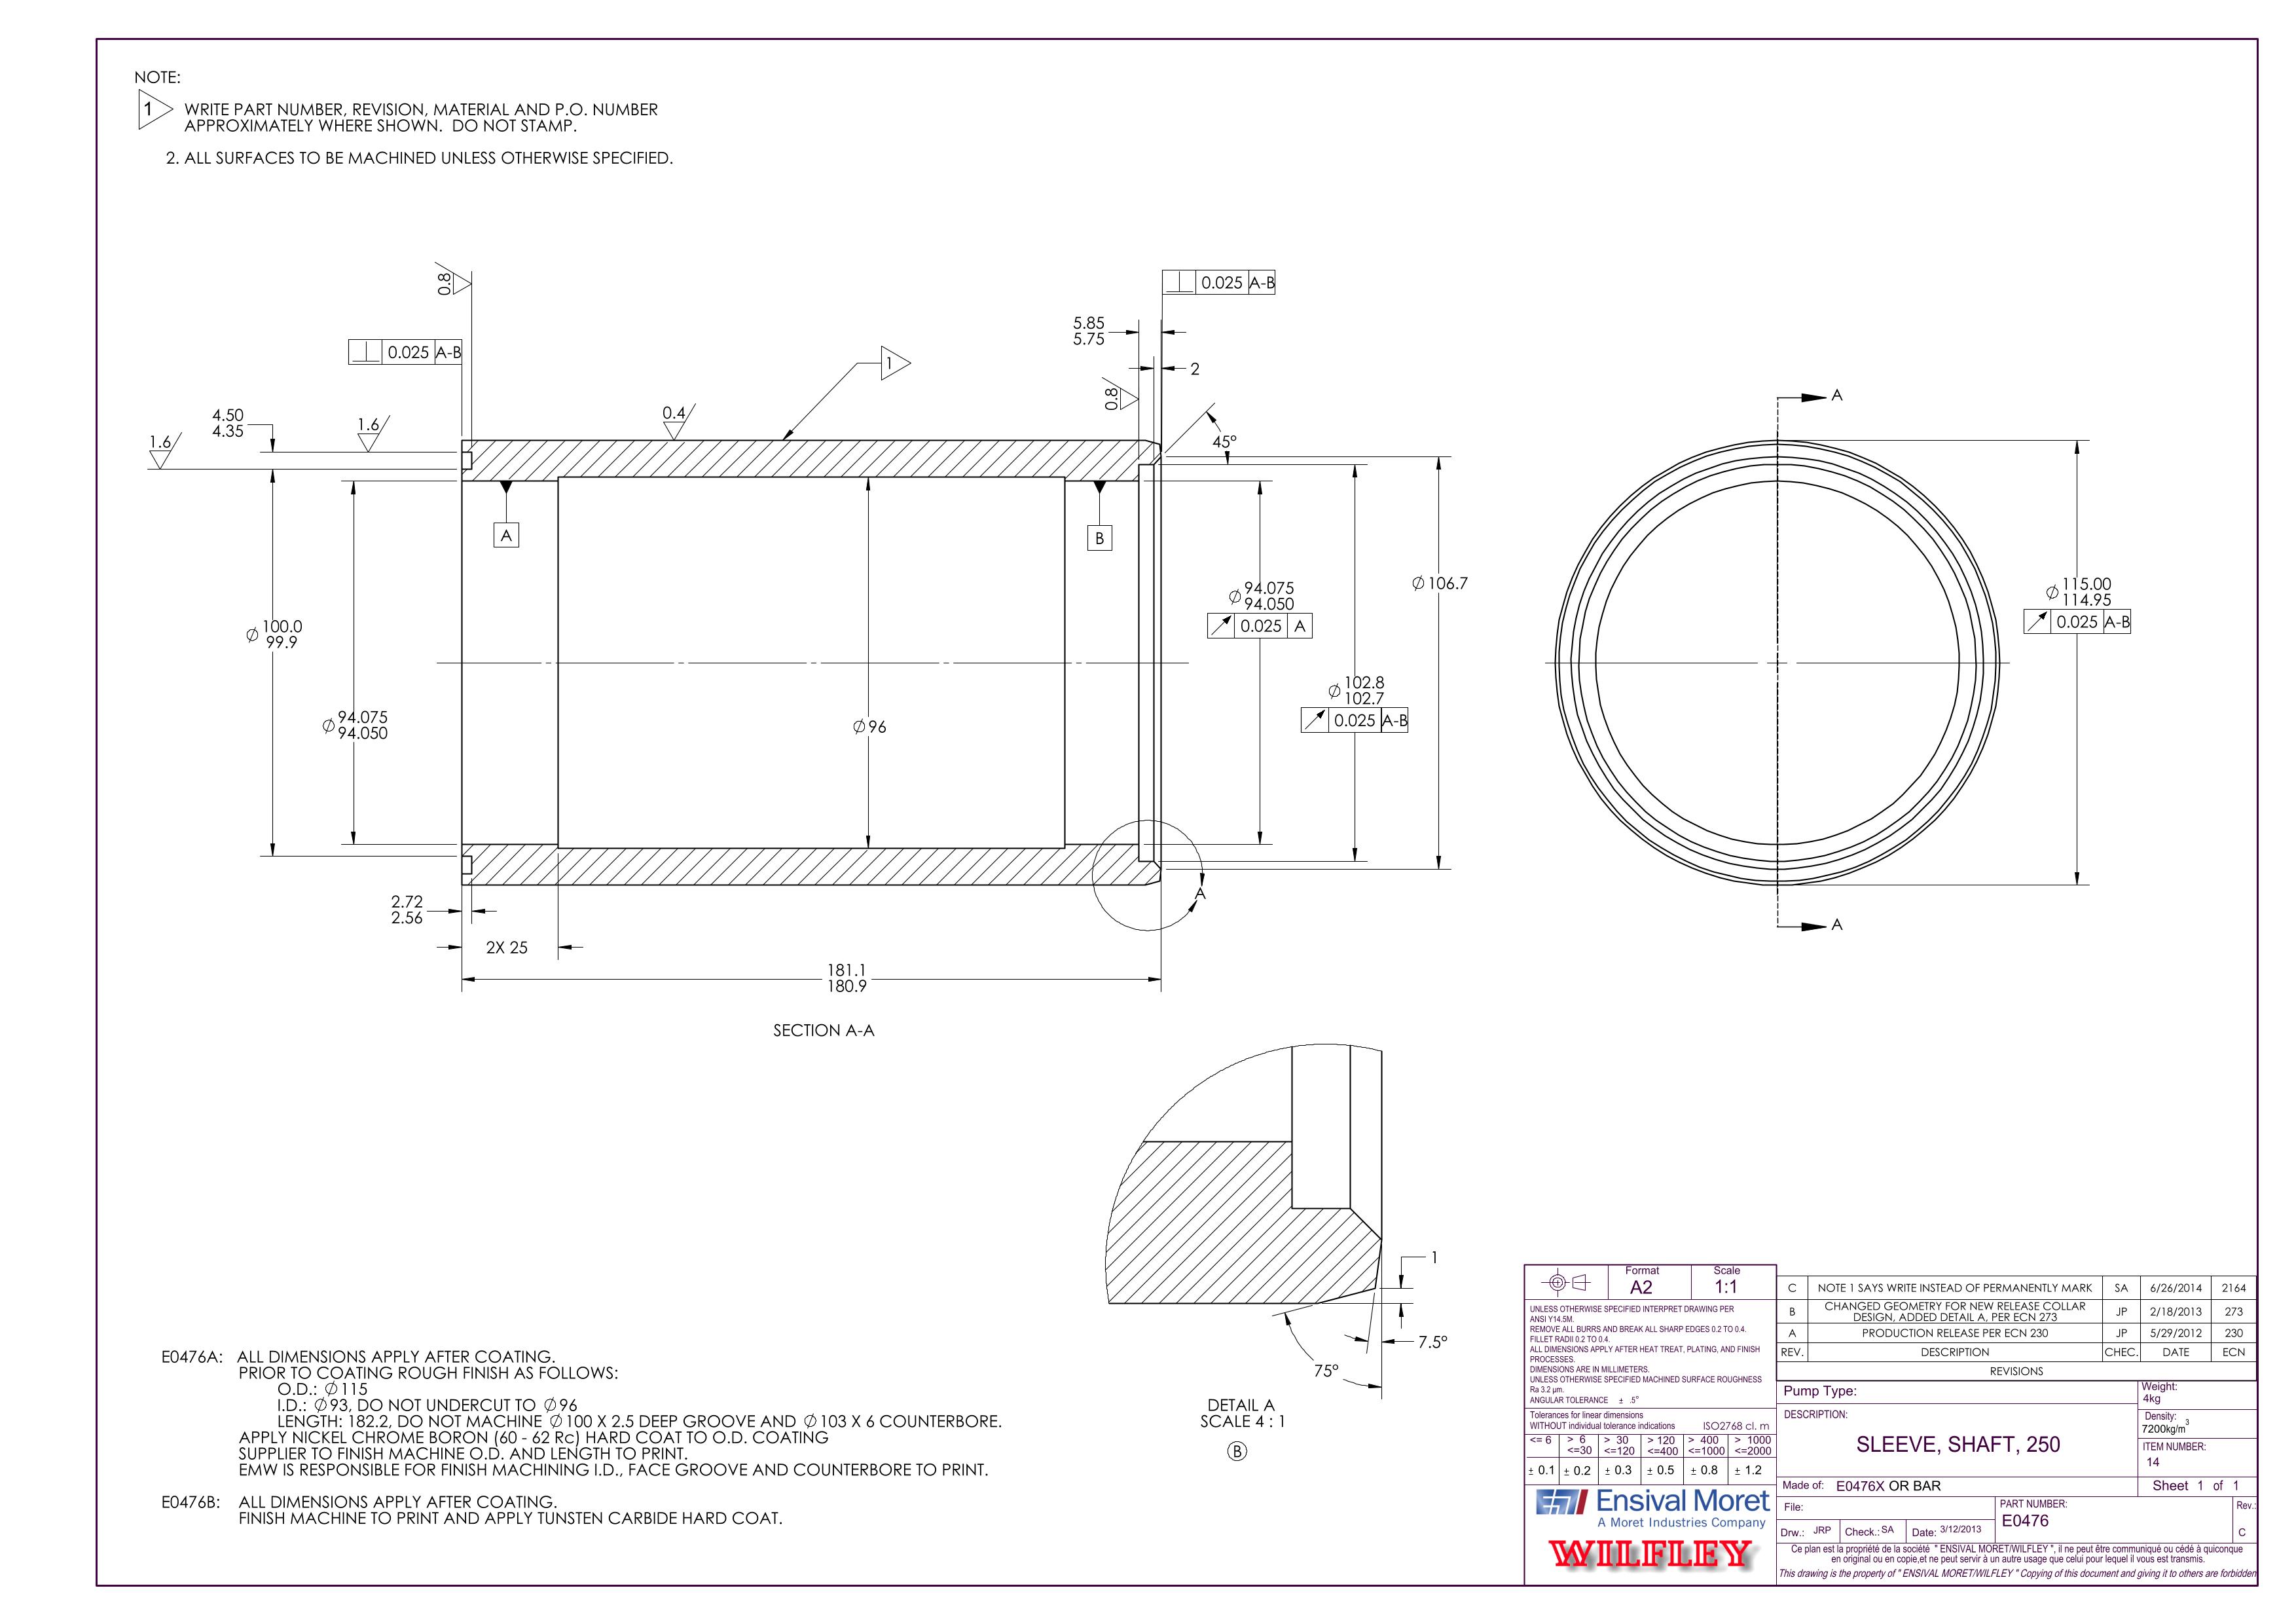 NOTE:
1 WRITE PART NUMBER, REVISION, MATERIAL AND P.O. NUMBER
APPROXIMATELY WHERE SHOWN. DO NOT STAMP.
2. ALL SURFACES TO BE MACHINED UNLESS OTHERWISE SPECIFIED.
0.8
0.025 A-B
0.025 A-B
5.85
5.75
2
1
0.8
4.50
4.35
1.6
1.6
0.4
45°
A
B
A
A
⌀ 100.0
99.9
⌀ 94.075
94.050
⌀ 96
⌀ 94.075
94.050
0.025 A
⌀ 102.8
102.7
0.025 A-B
⌀ 106.7
⌀ 115.00
114.95
0.025 A-B
A
2.72
2.56
2X 25
181.1
180.9
SECTION A-A
1
7.5°
75°
DETAIL A
SCALE 4 : 1
B
E0476A: ALL DIMENSIONS APPLY AFTER COATING.
PRIOR TO COATING ROUGH FINISH AS FOLLOWS:
O.D.: ⌀ 115
I.D.: ⌀ 93, DO NOT UNDERCUT TO ⌀ 96
LENGTH: 182.2, DO NOT MACHINE ⌀ 100 X 2.5 DEEP GROOVE AND ⌀ 103 X 6 COUNTERBORE.
APPLY NICKEL CHROME BORON (60 - 62 Rc) HARD COAT TO O.D. COATING
SUPPLIER TO FINISH MACHINE O.D. AND LENGTH TO PRINT.
EMW IS RESPONSIBLE FOR FINISH MACHINING I.D., FACE GROOVE AND COUNTERBORE TO PRINT.
E0476B: ALL DIMENSIONS APPLY AFTER COATING.
FINISH MACHINE TO PRINT AND APPLY TUNSTEN CARBIDE HARD COAT.
Format
A2
Scale
1:1
UNLESS OTHERWISE SPECIFIED INTERPRET DRAWING PER
ANSI Y14.5M.
REMOVE ALL BURRS AND BREAK ALL SHARP EDGES 0.2 TO 0.4.
FILLET RADII 0.2 TO 0.4.
ALL DIMENSIONS APPLY AFTER HEAT TREAT, PLATING, AND FINISH
PROCESSES.
DIMENSIONS ARE IN MILLIMETERS.
UNLESS OTHERWISE SPECIFIED MACHINED SURFACE ROUGHNESS
Ra 3.2 µm.
ANGULAR TOLERANCE ± .5°
Tolerances for linear dimensions
WITHOUT individual tolerance indications ISO2768 cl. m
<= 6 > 6 > 30 > 120 > 400 > 1000
<=30 <=120 <=400 <=1000 <=2000
± 0.1 ± 0.2 ± 0.3 ± 0.5 ± 0.8 ± 1.2
Ensival Moret
A Moret Industries Company
WILFLEY
C NOTE 1 SAYS WRITE INSTEAD OF PERMANENTLY MARK SA 6/26/2014 2164
B CHANGED GEOMETRY FOR NEW RELEASE COLLAR
DESIGN, ADDED DETAIL A, PER ECN 273 JP 2/18/2013 273
A PRODUCTION RELEASE PER ECN 230 JP 5/29/2012 230
REV. DESCRIPTION CHEC. DATE ECN
REVISIONS
Pump Type:
Weight:
4kg
DESCRIPTION:
SLEEVE, SHAFT, 250
Density:
7200kg/m3
ITEM NUMBER:
14
Made of: E0476X OR BAR
Sheet 1 of 1
File:
PART NUMBER:
E0476
Rev.:
C
Drw.: JRP Check.: SA Date: 3/12/2013
Ce plan est la propriété de la société " ENSIVAL MORET/WILFLEY ", il ne peut être communiqué ou cédé à quiconque
en original ou en copie,et ne peut servir à un autre usage que celui pour lequel il vous est transmis.
This drawing is the property of " ENSIVAL MORET/WILFLEY " Copying of this document and giving it to others are forbidden